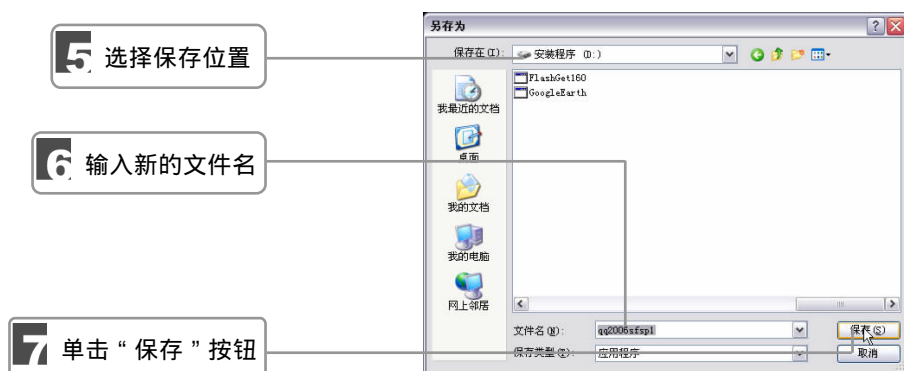 另存为
5 选择保存位置
保存在(I): 安装程序 (D:)
FlashGet160
GoogleEarth
我最近的文档
桌面
6 输入新的文件名
我的文档
我的电脑
网上邻居
文件名(N): qq2006sfsp1 保存(S)
7 单击“保存”按钮
保存类型(T): 应用程序 取消